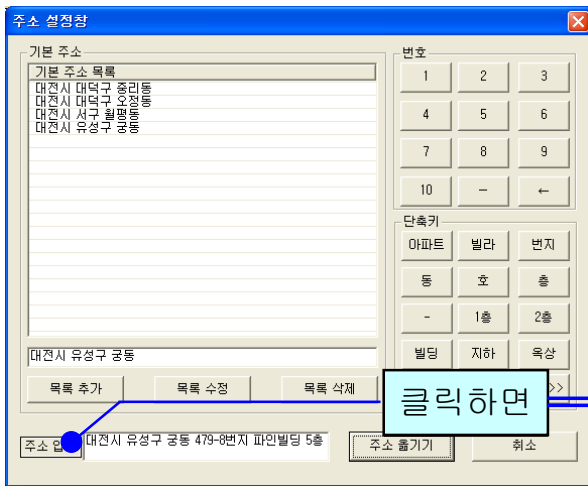 주소 설정창
기본 주소
기본 주소 목록
대전시 대덕구 중리동
대전시 대덕구 오정동
대전시 서구 월평동
대전시 유성구 궁동
대전시 유성구 궁동
목록 추가 목록 수정 목록 삭제
번호
1 2 3
4 5 6
7 8 9
10 - ←
단축키
아파트 빌라 번지
동 호 층
- 1층 2층
빌딩 지하 옥상
>>
클릭하면
주소 대전시 유성구 궁동 479-8번지 파인빌딩 5층 주소 옮기기 취소